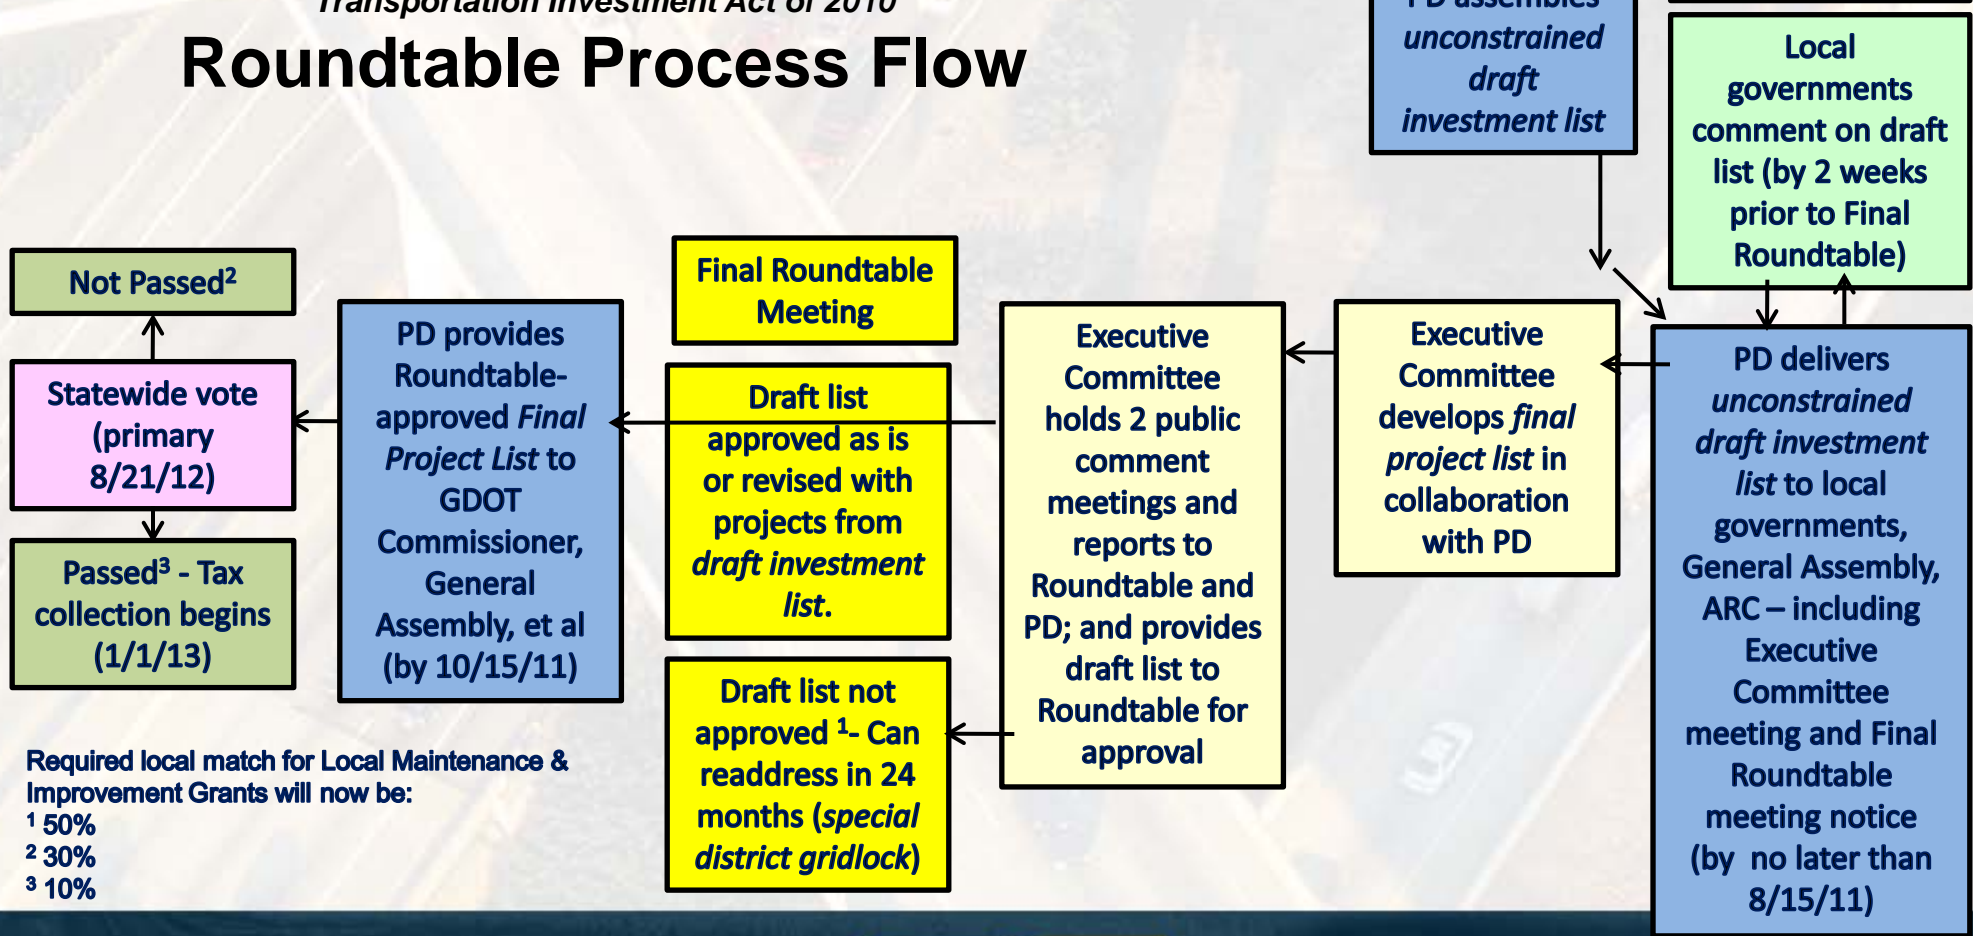 Transportation Investment Act of 2010
Roundtable Process Flow
PD assembles
unconstrained
draft
investment list
Local
governments
comment on draft
list (by 2 weeks
prior to Final
Roundtable)
PD delivers
unconstrained
draft investment
list to local
governments,
General Assembly,
ARC – including
Executive
Committee
meeting and Final
Roundtable
meeting notice
(by no later than
8/15/11)
Executive
Committee
develops final
project list in
collaboration
with PD
Executive
Committee
holds 2 public
comment
meetings and
reports to
Roundtable and
PD; and provides
draft list to
Roundtable for
approval
Final Roundtable
Meeting
Draft list
approved as is
or revised with
projects from
draft investment
list.
Draft list not
approved ¹- Can
readdress in 24
months (special
district gridlock)
PD provides
Roundtable-
approved Final
Project List to
GDOT
Commissioner,
General
Assembly, et al
(by 10/15/11)
Not Passed²
Statewide vote
(primary
8/21/12)
Passed³ - Tax
collection begins
(1/1/13)
Required local match for Local Maintenance &
Improvement Grants will now be:
¹ 50%
² 30%
³ 10%